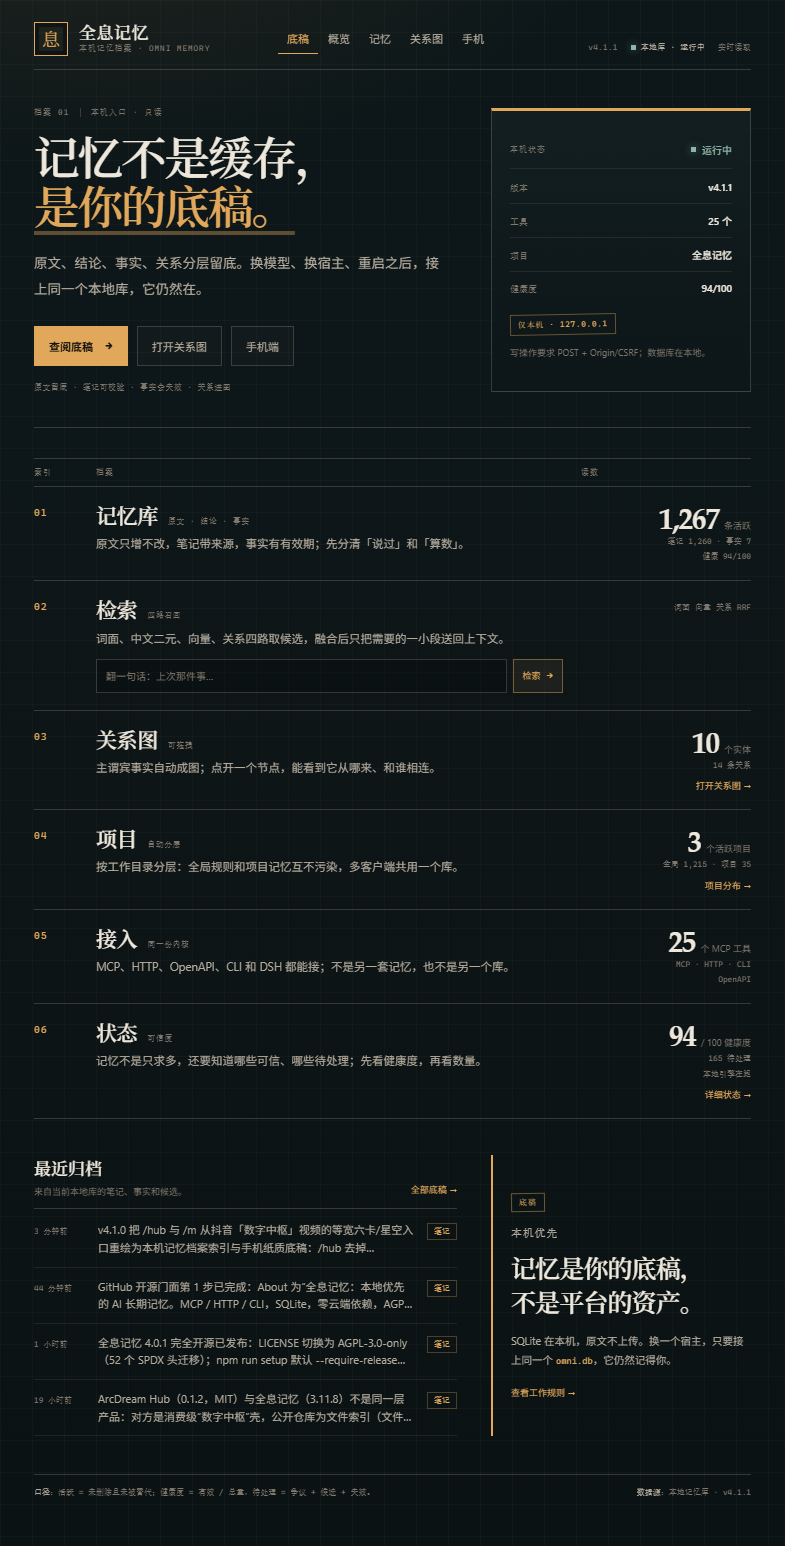 息
全息记忆
本机记忆档案 · OMNI MEMORY
底稿 概览 记忆 关系图 手机
v4.1.1 本地库 · 运行中 实时读取
档案 01 | 本机入口 · 只读
记忆不是缓存，
是你的底稿。
原文、结论、事实、关系分层留底。换模型、换宿主、重启之后，接
上同一个本地库，它仍然在。
查阅底稿 → 打开关系图 手机端
原文留底 · 笔记可校验 · 事实会失效 · 关系连图
本机状态 运行中
版本 v4.1.1
工具 25 个
项目 全息记忆
健康度 94/100
仅本机 · 127.0.0.1
写操作要求 POST + Origin/CSRF；数据库在本地。
索引 档案 读数
01 记忆库 原文 · 结论 · 事实 1,267 条活跃
原文只增不改，笔记带来源，事实有有效期；先分清「说过」和「算数」。 笔记 1,260 · 事实 7
健康 94/100
02 检索 四路召回 词面 向量 关系 RRF
词面、中文二元、向量、关系四路取候选，融合后只把需要的一小段送回上下文。
翻一句话：上次那件事… 检索 →
03 关系图 可拖拽 10 个实体
主谓宾事实自动成图；点开一个节点，能看到它从哪来、和谁相连。 14 条关系
打开关系图 →
04 项目 自动分层 3 个活跃项目
按工作目录分层：全局规则和项目记忆互不污染，多客户端共用一个库。 全局 1,215 · 项目 35
项目分布 →
05 接入 同一份内核 25 个 MCP 工具
MCP、HTTP、OpenAPI、CLI 和 DSH 都能接；不是另一套记忆，也不是另一个库。 MCP · HTTP · CLI
OpenAPI
06 状态 可信度 94 / 100 健康度
记忆不是只求多，还要知道哪些可信、哪些待处理；先看健康度，再看数量。 165 待处理
本地引擎在跑
详细状态 →
最近归档
来自当前本地库的笔记、事实和候选。 全部底稿 →
3 分钟前 v4.1.0 把 /hub 与 /m 从抖音「数字中枢」视频的等宽六卡/星空入 笔记
口重绘为本机记忆档案索引与手机纸质底稿：/hub 去掉…
44 分钟前 GitHub 开源门面第 1 步已完成：About 为“全息记忆：本地优先 笔记
的 AI 长期记忆。MCP / HTTP / CLI，SQLite，零云端依赖，AGP…
1 小时前 全息记忆 4.0.1 完全开源已发布：LICENSE 切换为 AGPL-3.0-only 笔记
（52 个 SPDX 头迁移）；npm run setup 默认 --require-release…
19 小时前 ArcDream Hub（0.1.2，MIT）与全息记忆（3.11.8）不是同一层 笔记
产品：对方是消费级“数字中枢”壳，公开仓库为文件索引（文件…
底稿
本机优先
记忆是你的底稿，
不是平台的资产。
SQLite 在本机，原文不上传。换一个宿主，只要接
上同一个 omni.db，它仍然记得你。
查看工作规则 →
口径：活跃 = 未删除且未被替代；健康度 = 有效 / 总量，待处理 = 争议 + 候选 + 失效。
数据源：本地记忆库 · v4.1.1